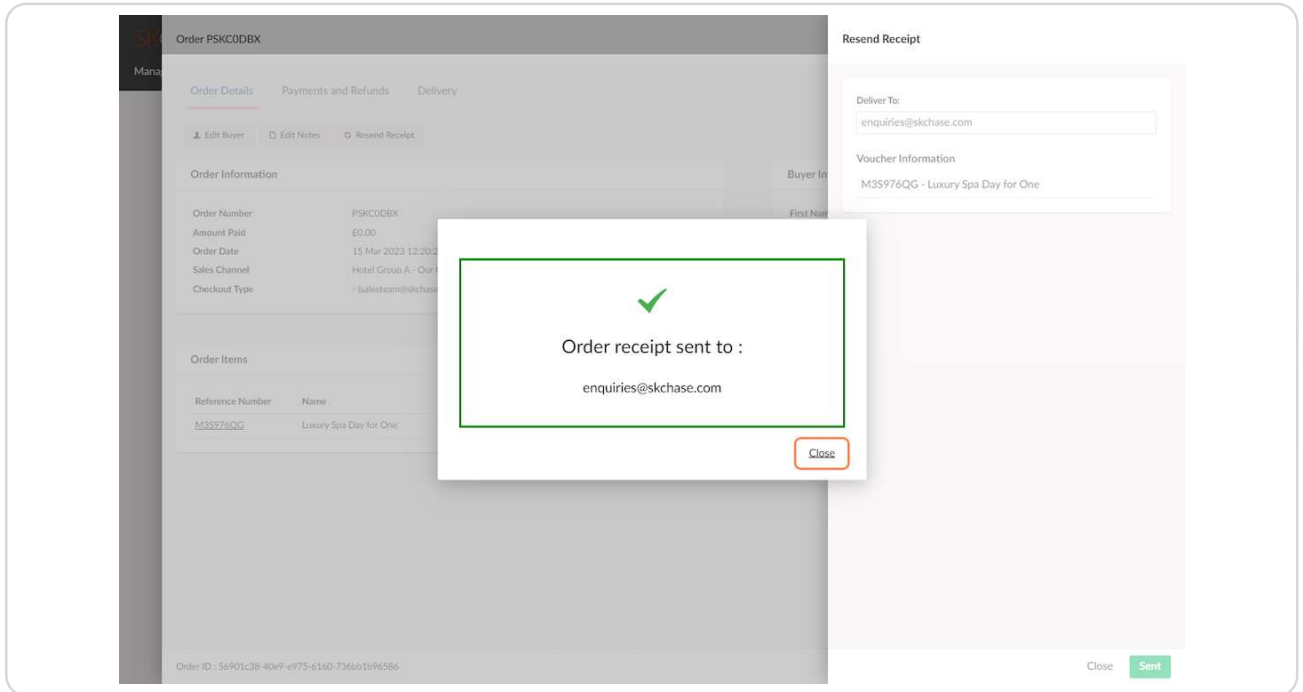 SK
Order PSKC0DBX
Resend Receipt
Mana
Order Details Payments and Refunds Delivery
Edit Buyer Edit Notes Resend Receipt
Deliver To:
enquiries@skchase.com
Voucher Information
M3S976QG - Luxury Spa Day for One
Order Information
Buyer In
Order Number PSKC0DBX
First Nam
Amount Paid £0.00
Order Date 15 Mar 2023 12:20:2
Sales Channel Hotel Group A - Our
Checkout Type - (salesteam@skchase
Order receipt sent to :
enquiries@skchase.com
Close
Order Items
Reference Number Name
M3S976QG Luxury Spa Day for One
Order ID : 56901c38-40e9-e975-6160-736bb1b96586
Close Sent